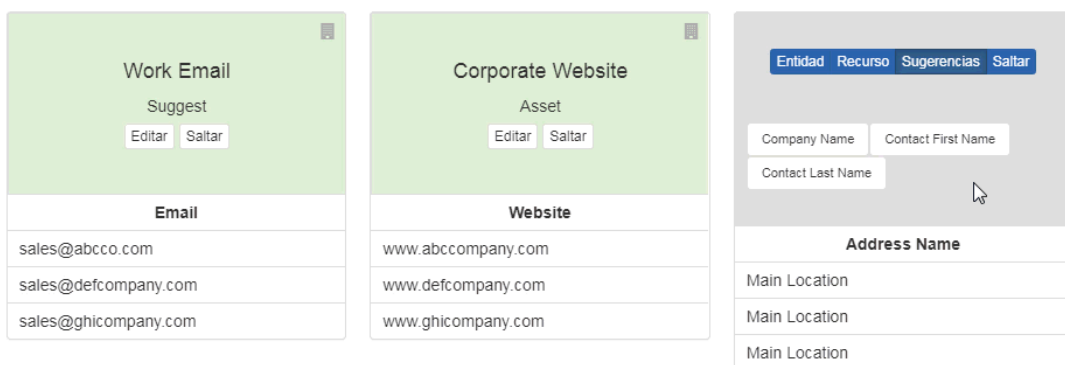 Work Email
Suggest
Editar Saltar
Email
sales@abcco.com
sales@defcompany.com
sales@ghicompany.com
Corporate Website
Asset
Editar Saltar
Website
www.abccompany.com
www.defcompany.com
www.ghicompany.com
Entidad Recurso Sugerencias Saltar
Company Name Contact First Name
Contact Last Name
Address Name
Main Location
Main Location
Main Location